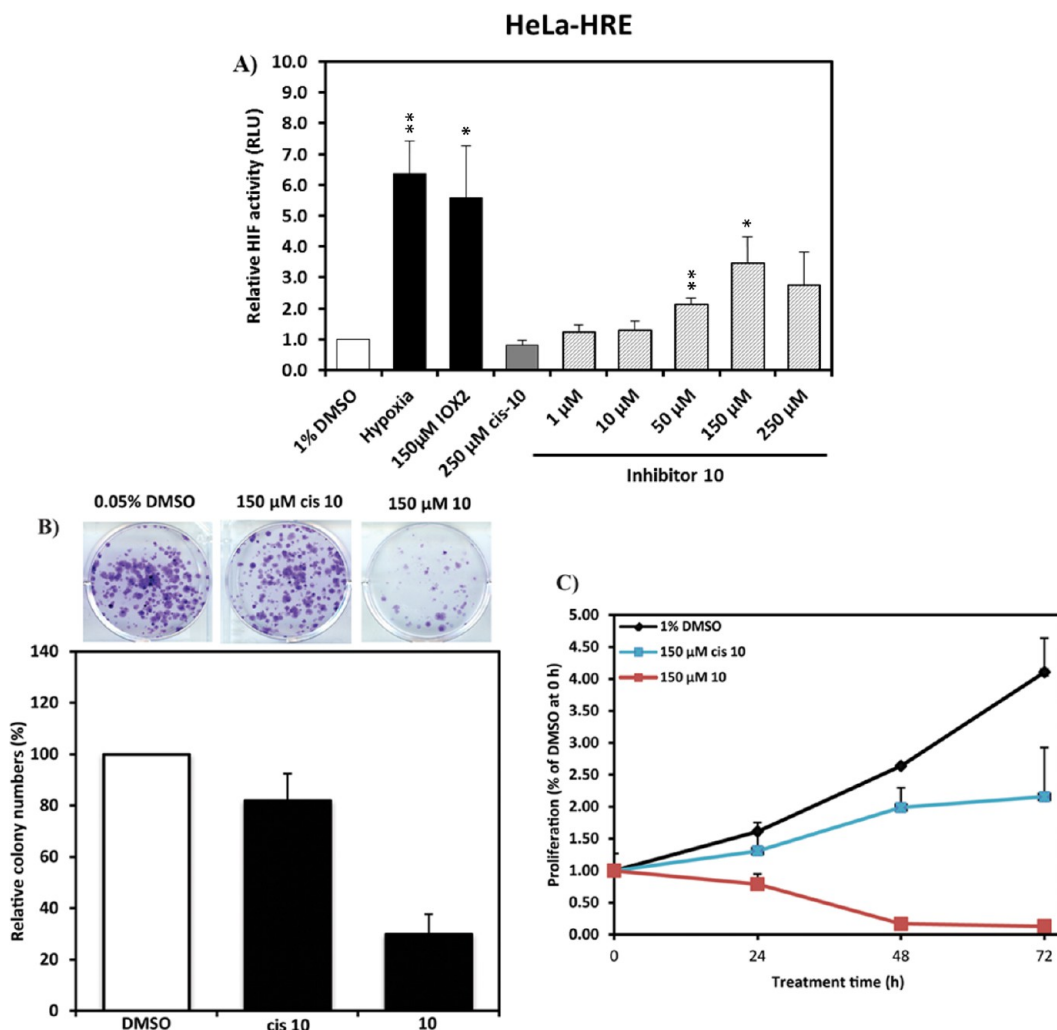 HeLa-HRE
A)
10.0
9.0
8.0
7.0
6.0
5.0
4.0
3.0
2.0
1.0
0.0
Relative HIF activity (RLU)
**
*
**
*
1% DMSO
Hypoxia
150µM IOX2
250 µM cis-10
1 µM
10 µM
50 µM
150 µM
250 µM
Inhibitor 10
B)
0.05% DMSO 150 µM cis 10 150 µM 10
140
120
100
80
60
40
20
0
Relative colony numbers (%)
DMSO cis 10 10
C)
5.00
4.50
4.00
3.50
3.00
2.50
2.00
1.50
1.00
0.50
0.00
Proliferation (% of DMSO at 0 h)
1% DMSO
150 µM cis 10
150 µM 10
0 24 48 72
Treatment time (h)